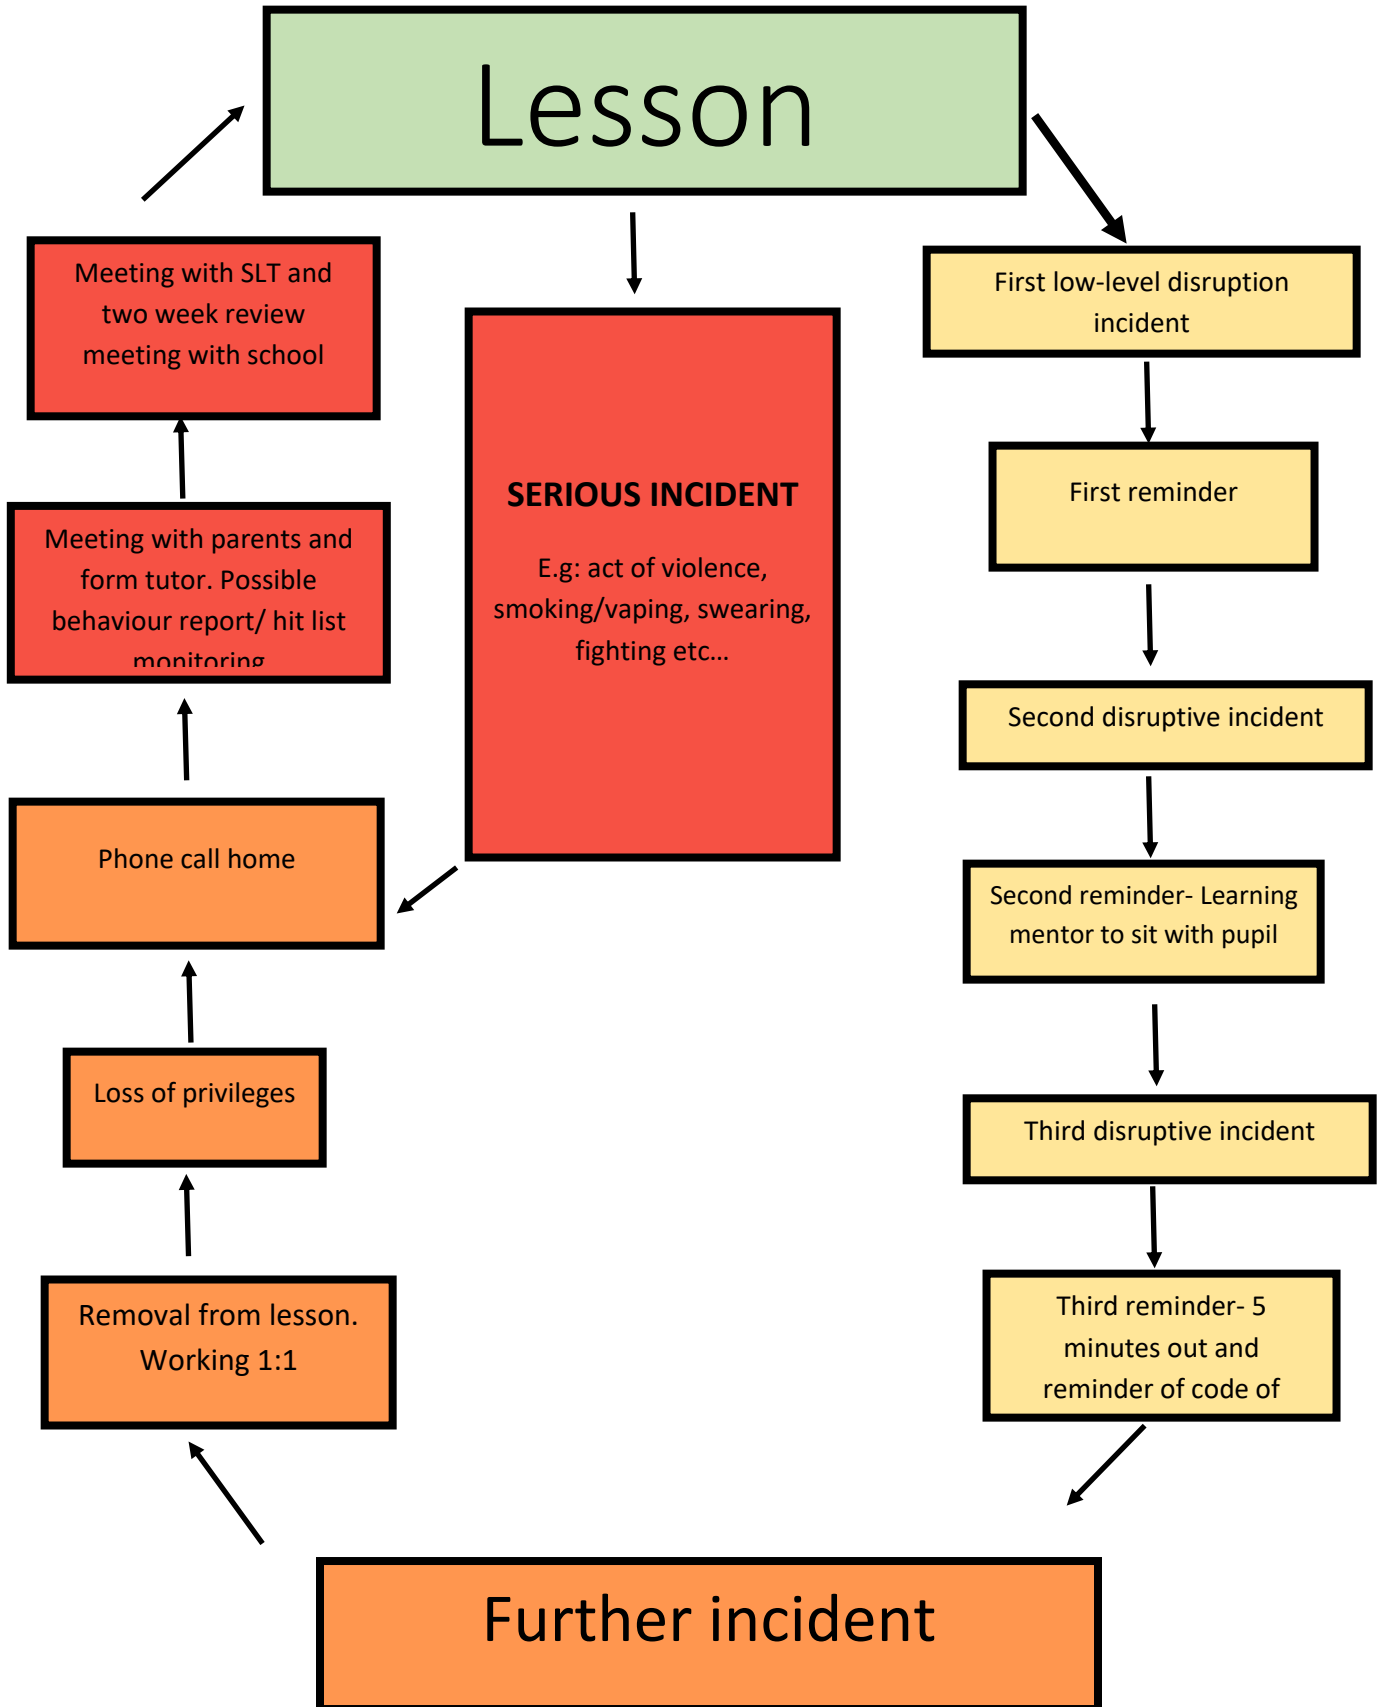 Lesson
First low-level disruption
incident
First reminder
Second disruptive incident
Second reminder- Learning
mentor to sit with pupil
Third disruptive incident
Third reminder- 5
minutes out and
reminder of code of
Further incident
Removal from lesson.
Working 1:1
Loss of privileges
Phone call home
Meeting with parents and
form tutor. Possible
behaviour report/ hit list
monitoring
Meeting with SLT and
two week review
meeting with school
SERIOUS INCIDENT
E.g: act of violence,
smoking/vaping, swearing,
fighting etc…